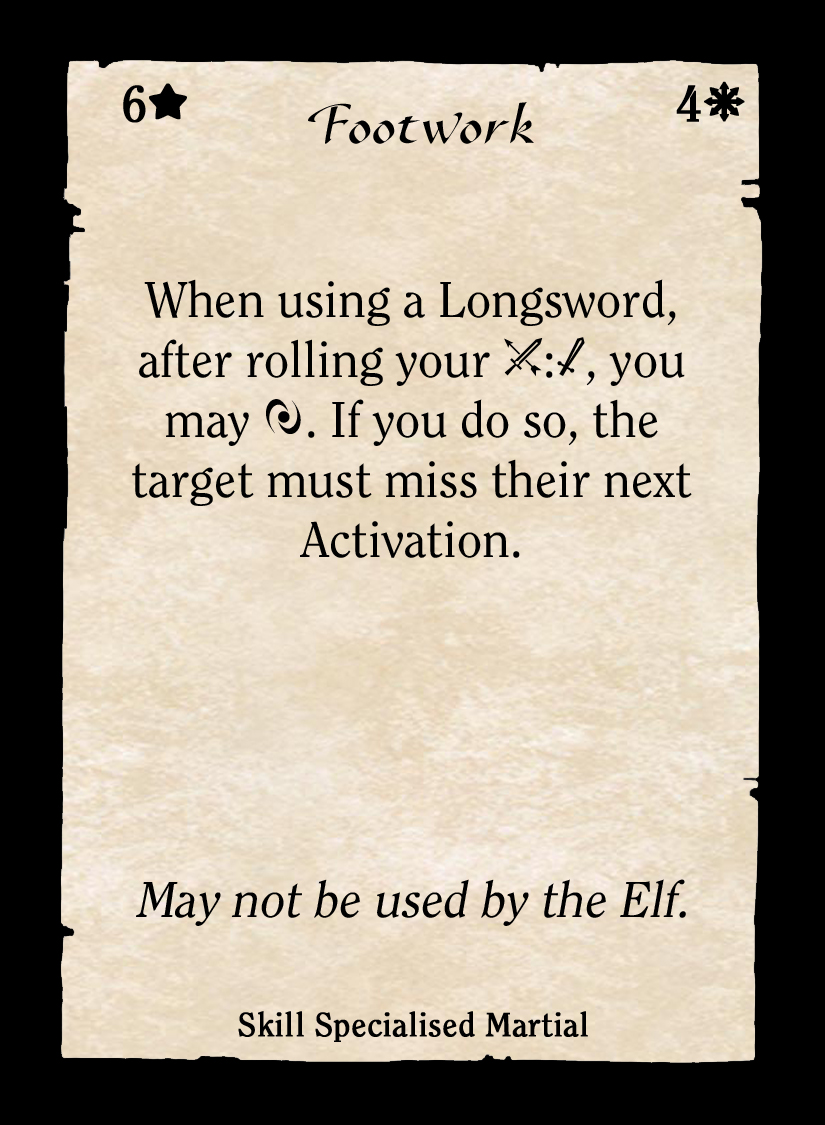 6★ Footwork 4❋
When using a Longsword,
after rolling your ⚔:🗡, you
may 🌀. If you do so, the
target must miss their next
Activation.
May not be used by the Elf.
Skill Specialised Martial